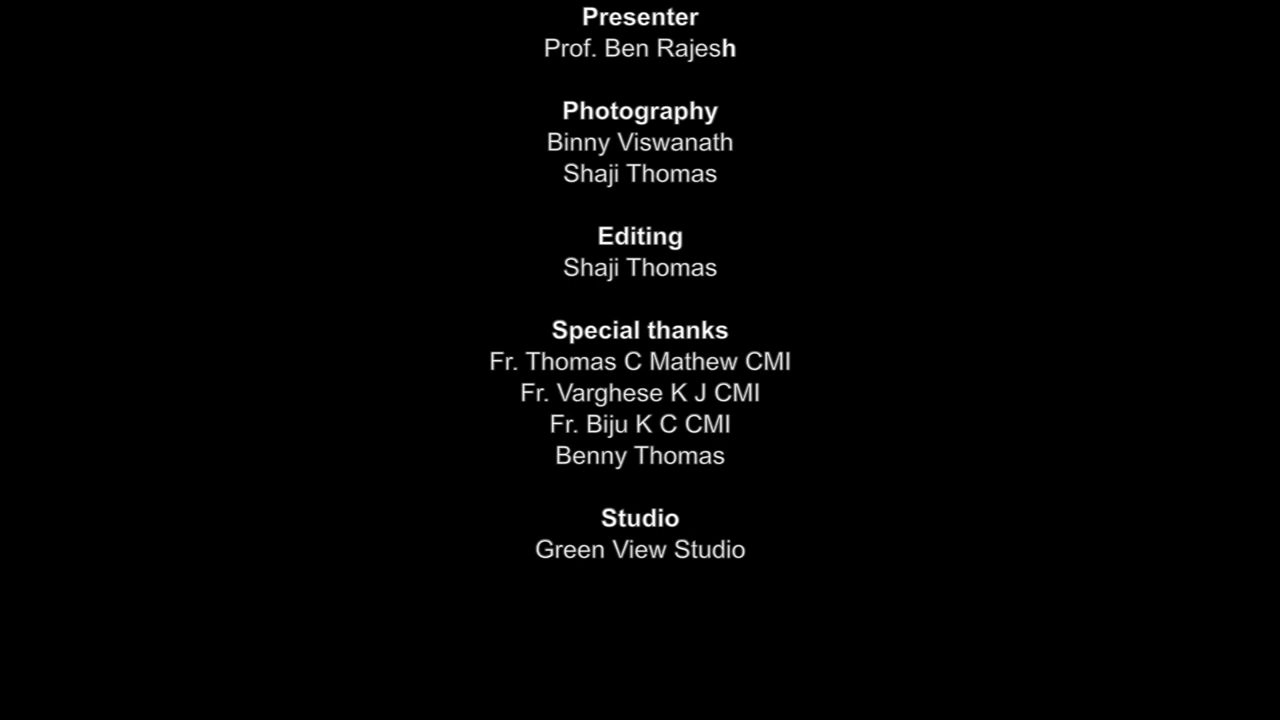 Presenter
Prof. Ben Rajesh
Photography
Binny Viswanath
Shaji Thomas
Editing
Shaji Thomas
Special thanks
Fr. Thomas C Mathew CMI
Fr. Varghese K J CMI
Fr. Biju K C CMI
Benny Thomas
Studio
Green View Studio